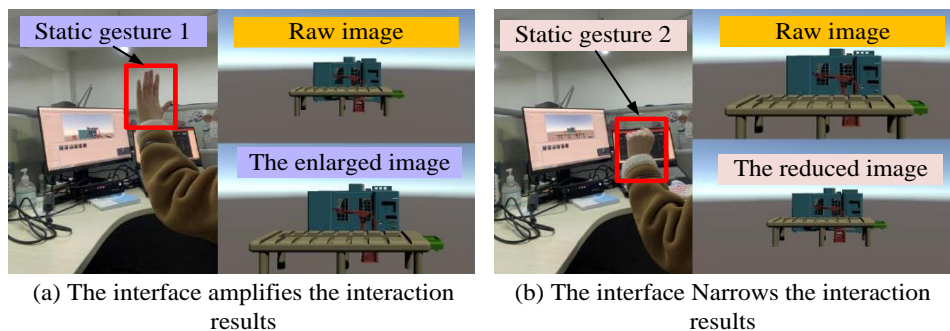 Static gesture 1
Raw image
The enlarged image
(a) The interface amplifies the interaction
results
Static gesture 2
Raw image
The reduced image
(b) The interface Narrows the interaction
results